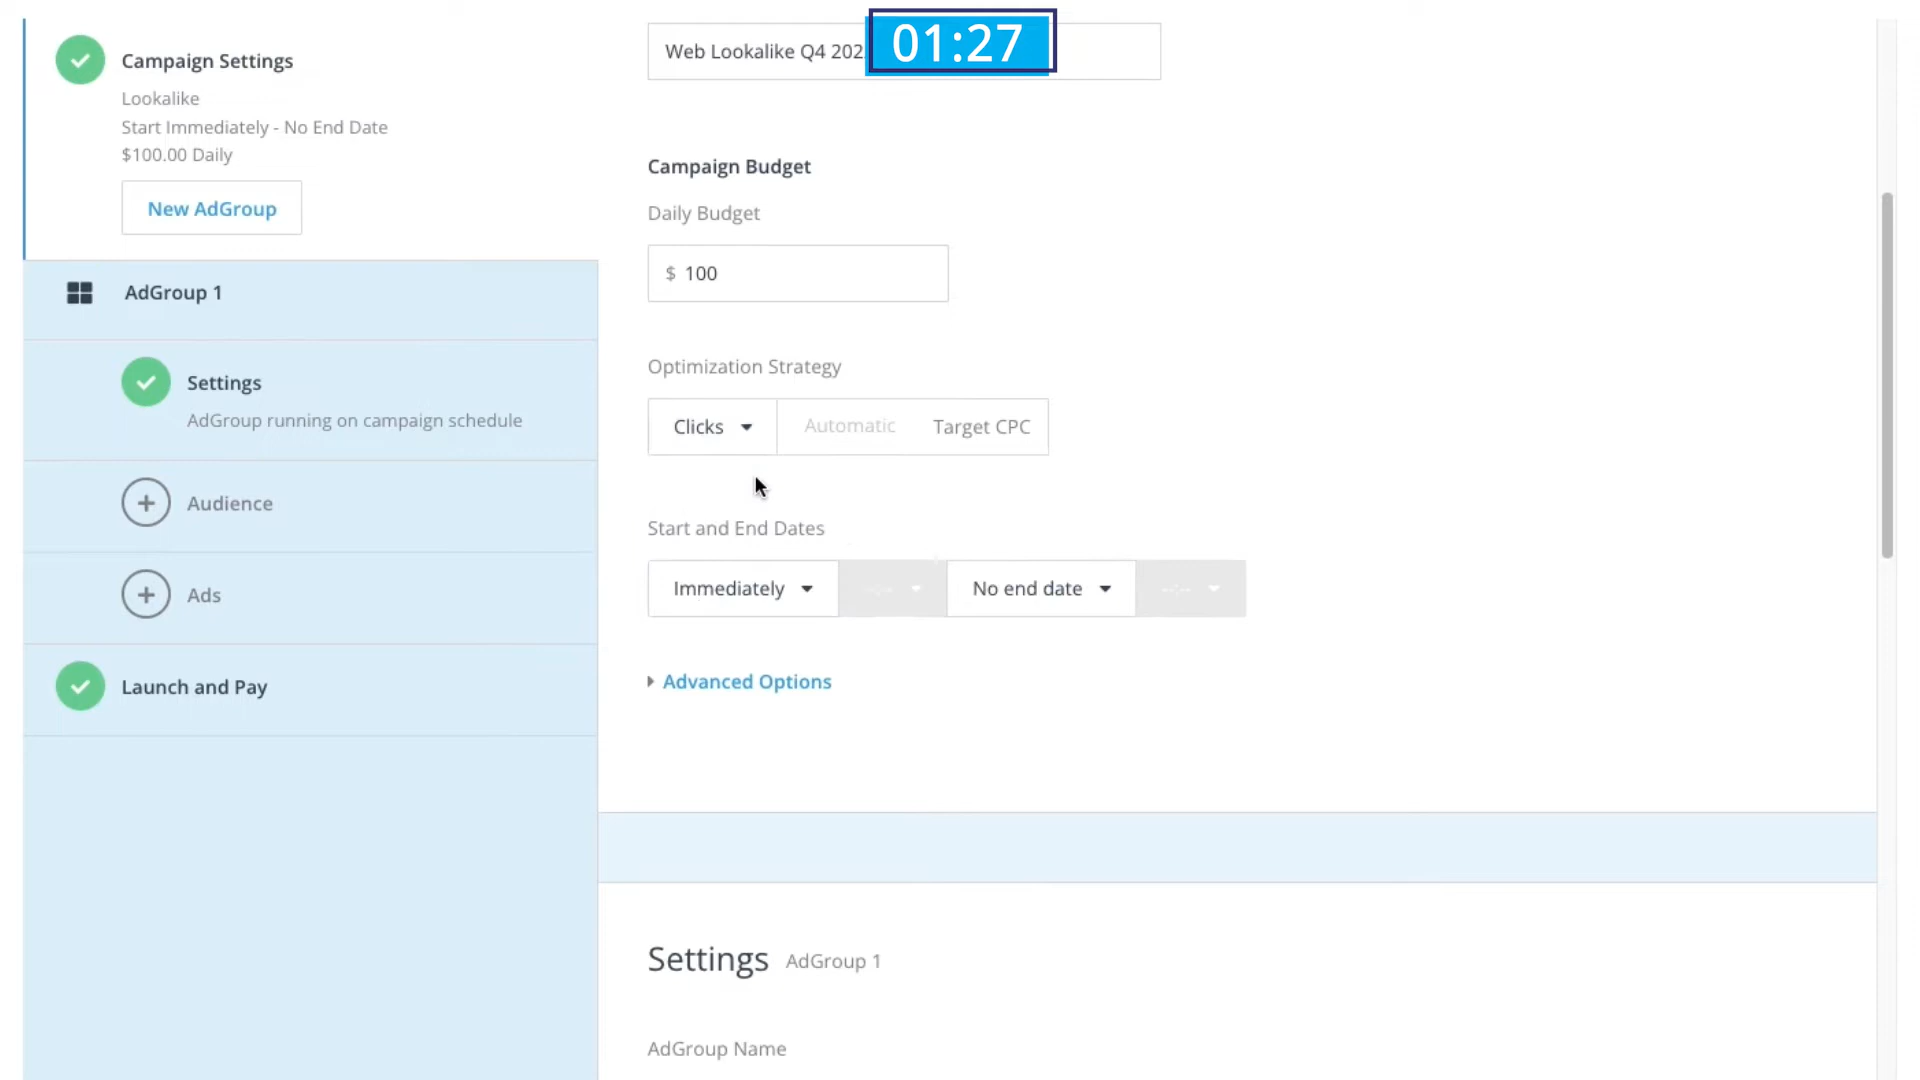 Campaign Settings
Lookalike
Start Immediately - No End Date
$100.00 Daily
New AdGroup
AdGroup 1
Settings
AdGroup running on campaign schedule
Audience
Ads
Launch and Pay
01:27
Web Lookalike Q4 202
Campaign Budget
Daily Budget
$ 100
Optimization Strategy
Clicks Automatic Target CPC
Start and End Dates
Immediately --:-- No end date --:--
Advanced Options
Settings AdGroup 1
AdGroup Name